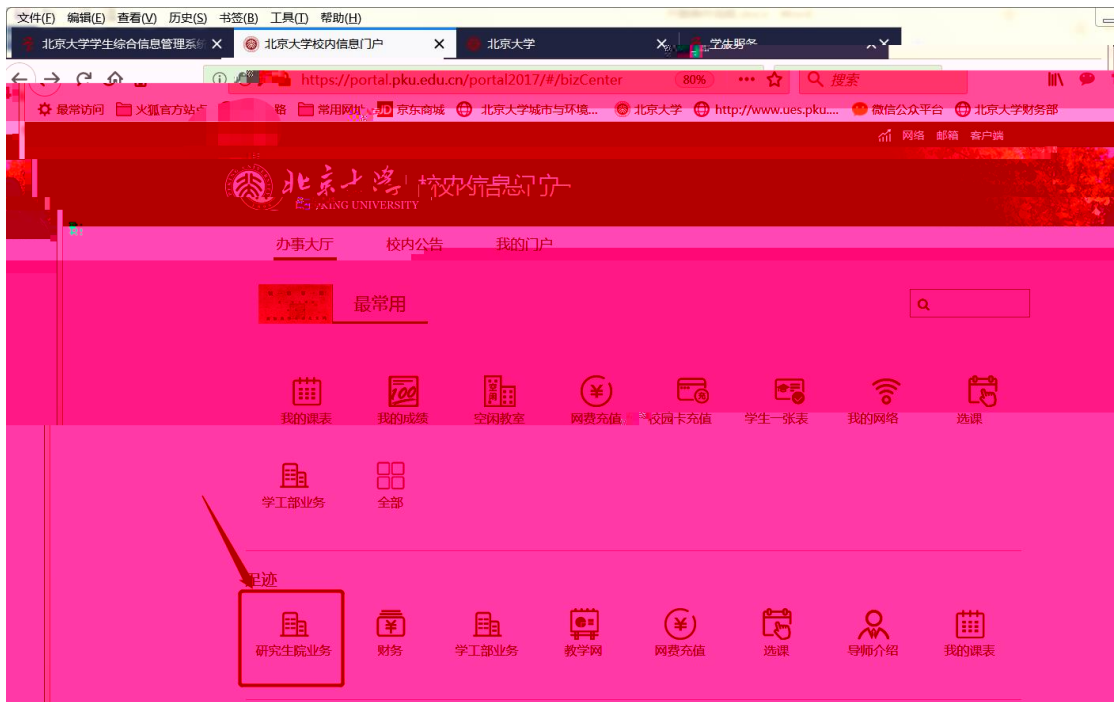 文件(F) 编辑(E) 查看(V) 历史(S) 书签(B) 工具(T) 帮助(H)
北京大学学生综合信息管理系 北京大学校内信息门户 北京大学 学生服务
https://portal.pku.edu.cn/portal2017/#/bizCenter 80% 搜索
最常访问 火狐官方站点 常用网址 JD 京东商城 北京大学城市与环境... 北京大学 http://www.ues.pku.... 微信公众平台 北京大学财务部
网络 邮箱 客户端
北京大学 校内信息门户
UNIVERSITY
办事大厅 校内公告 我的门户
最常用
我的课表 我的成绩 空闲教室 网费充值 校园卡充值 学生一张表 我的网络 选课
学工部业务 全部
足迹
研究生院业务 财务 学工部业务 教学网 网费充值 选课 导师介绍 我的课表